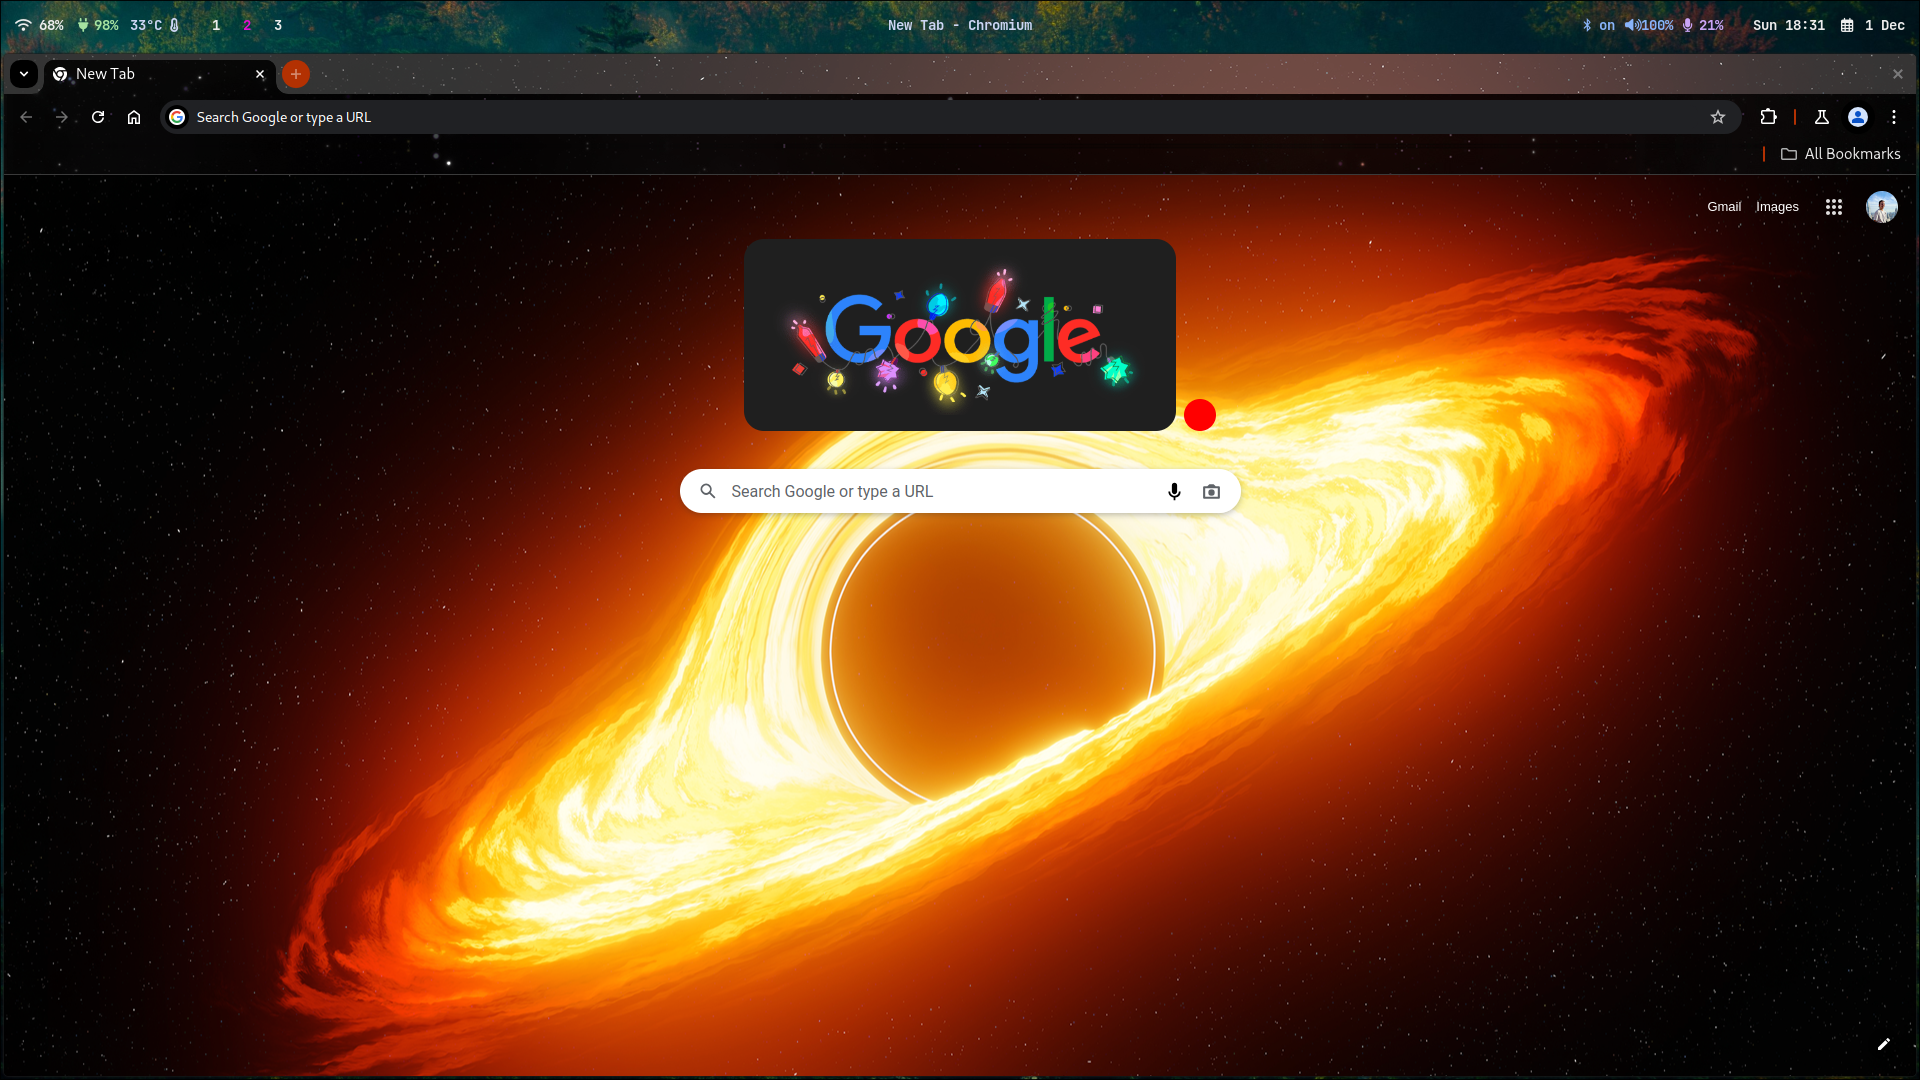 68% 98% 33°C 1 2 3 New Tab - Chromium on 100% 21% Sun 18:31 1 Dec
New Tab
Search Google or type a URL
All Bookmarks
Gmail Images
Google
Search Google or type a URL